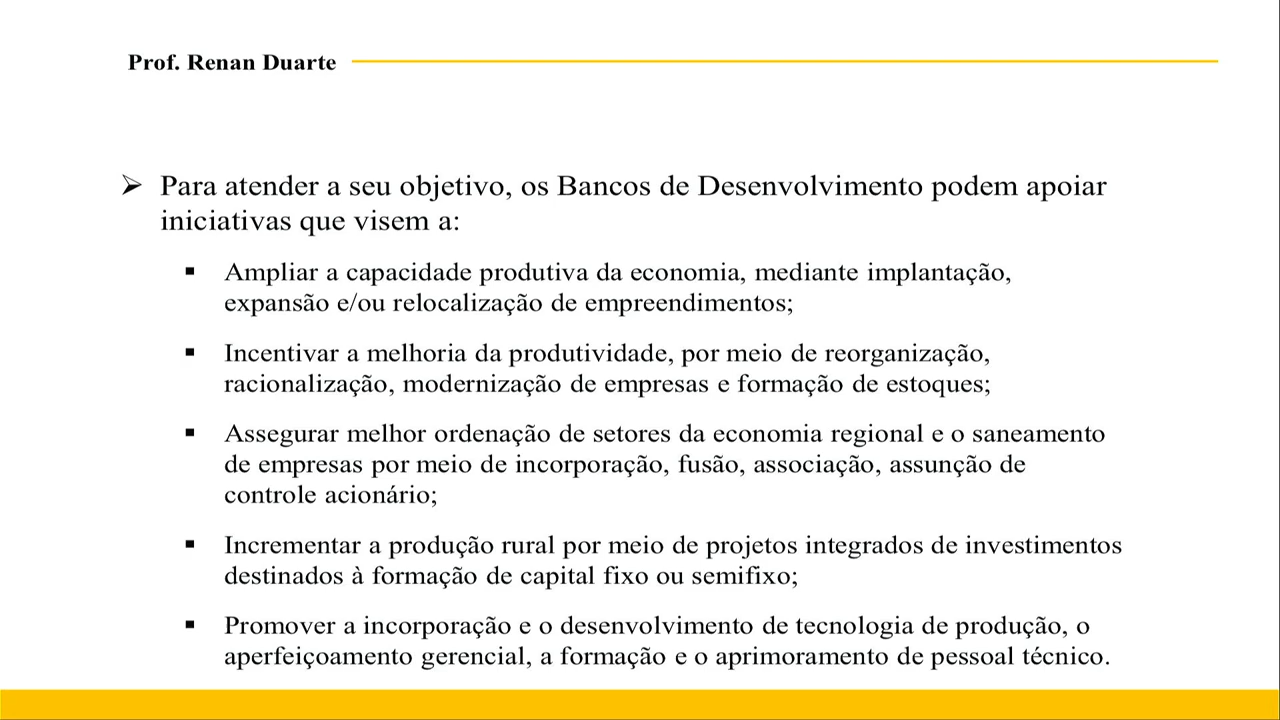 Prof. Renan Duarte
Para atender a seu objetivo, os Bancos de Desenvolvimento podem apoiar
iniciativas que visem a:
Ampliar a capacidade produtiva da economia, mediante implantação,
expansão e/ou relocalização de empreendimentos;
Incentivar a melhoria da produtividade, por meio de reorganização,
racionalização, modernização de empresas e formação de estoques;
Assegurar melhor ordenação de setores da economia regional e o saneamento
de empresas por meio de incorporação, fusão, associação, assunção de
controle acionário;
Incrementar a produção rural por meio de projetos integrados de investimentos
destinados à formação de capital fixo ou semifixo;
Promover a incorporação e o desenvolvimento de tecnologia de produção, o
aperfeiçoamento gerencial, a formação e o aprimoramento de pessoal técnico.